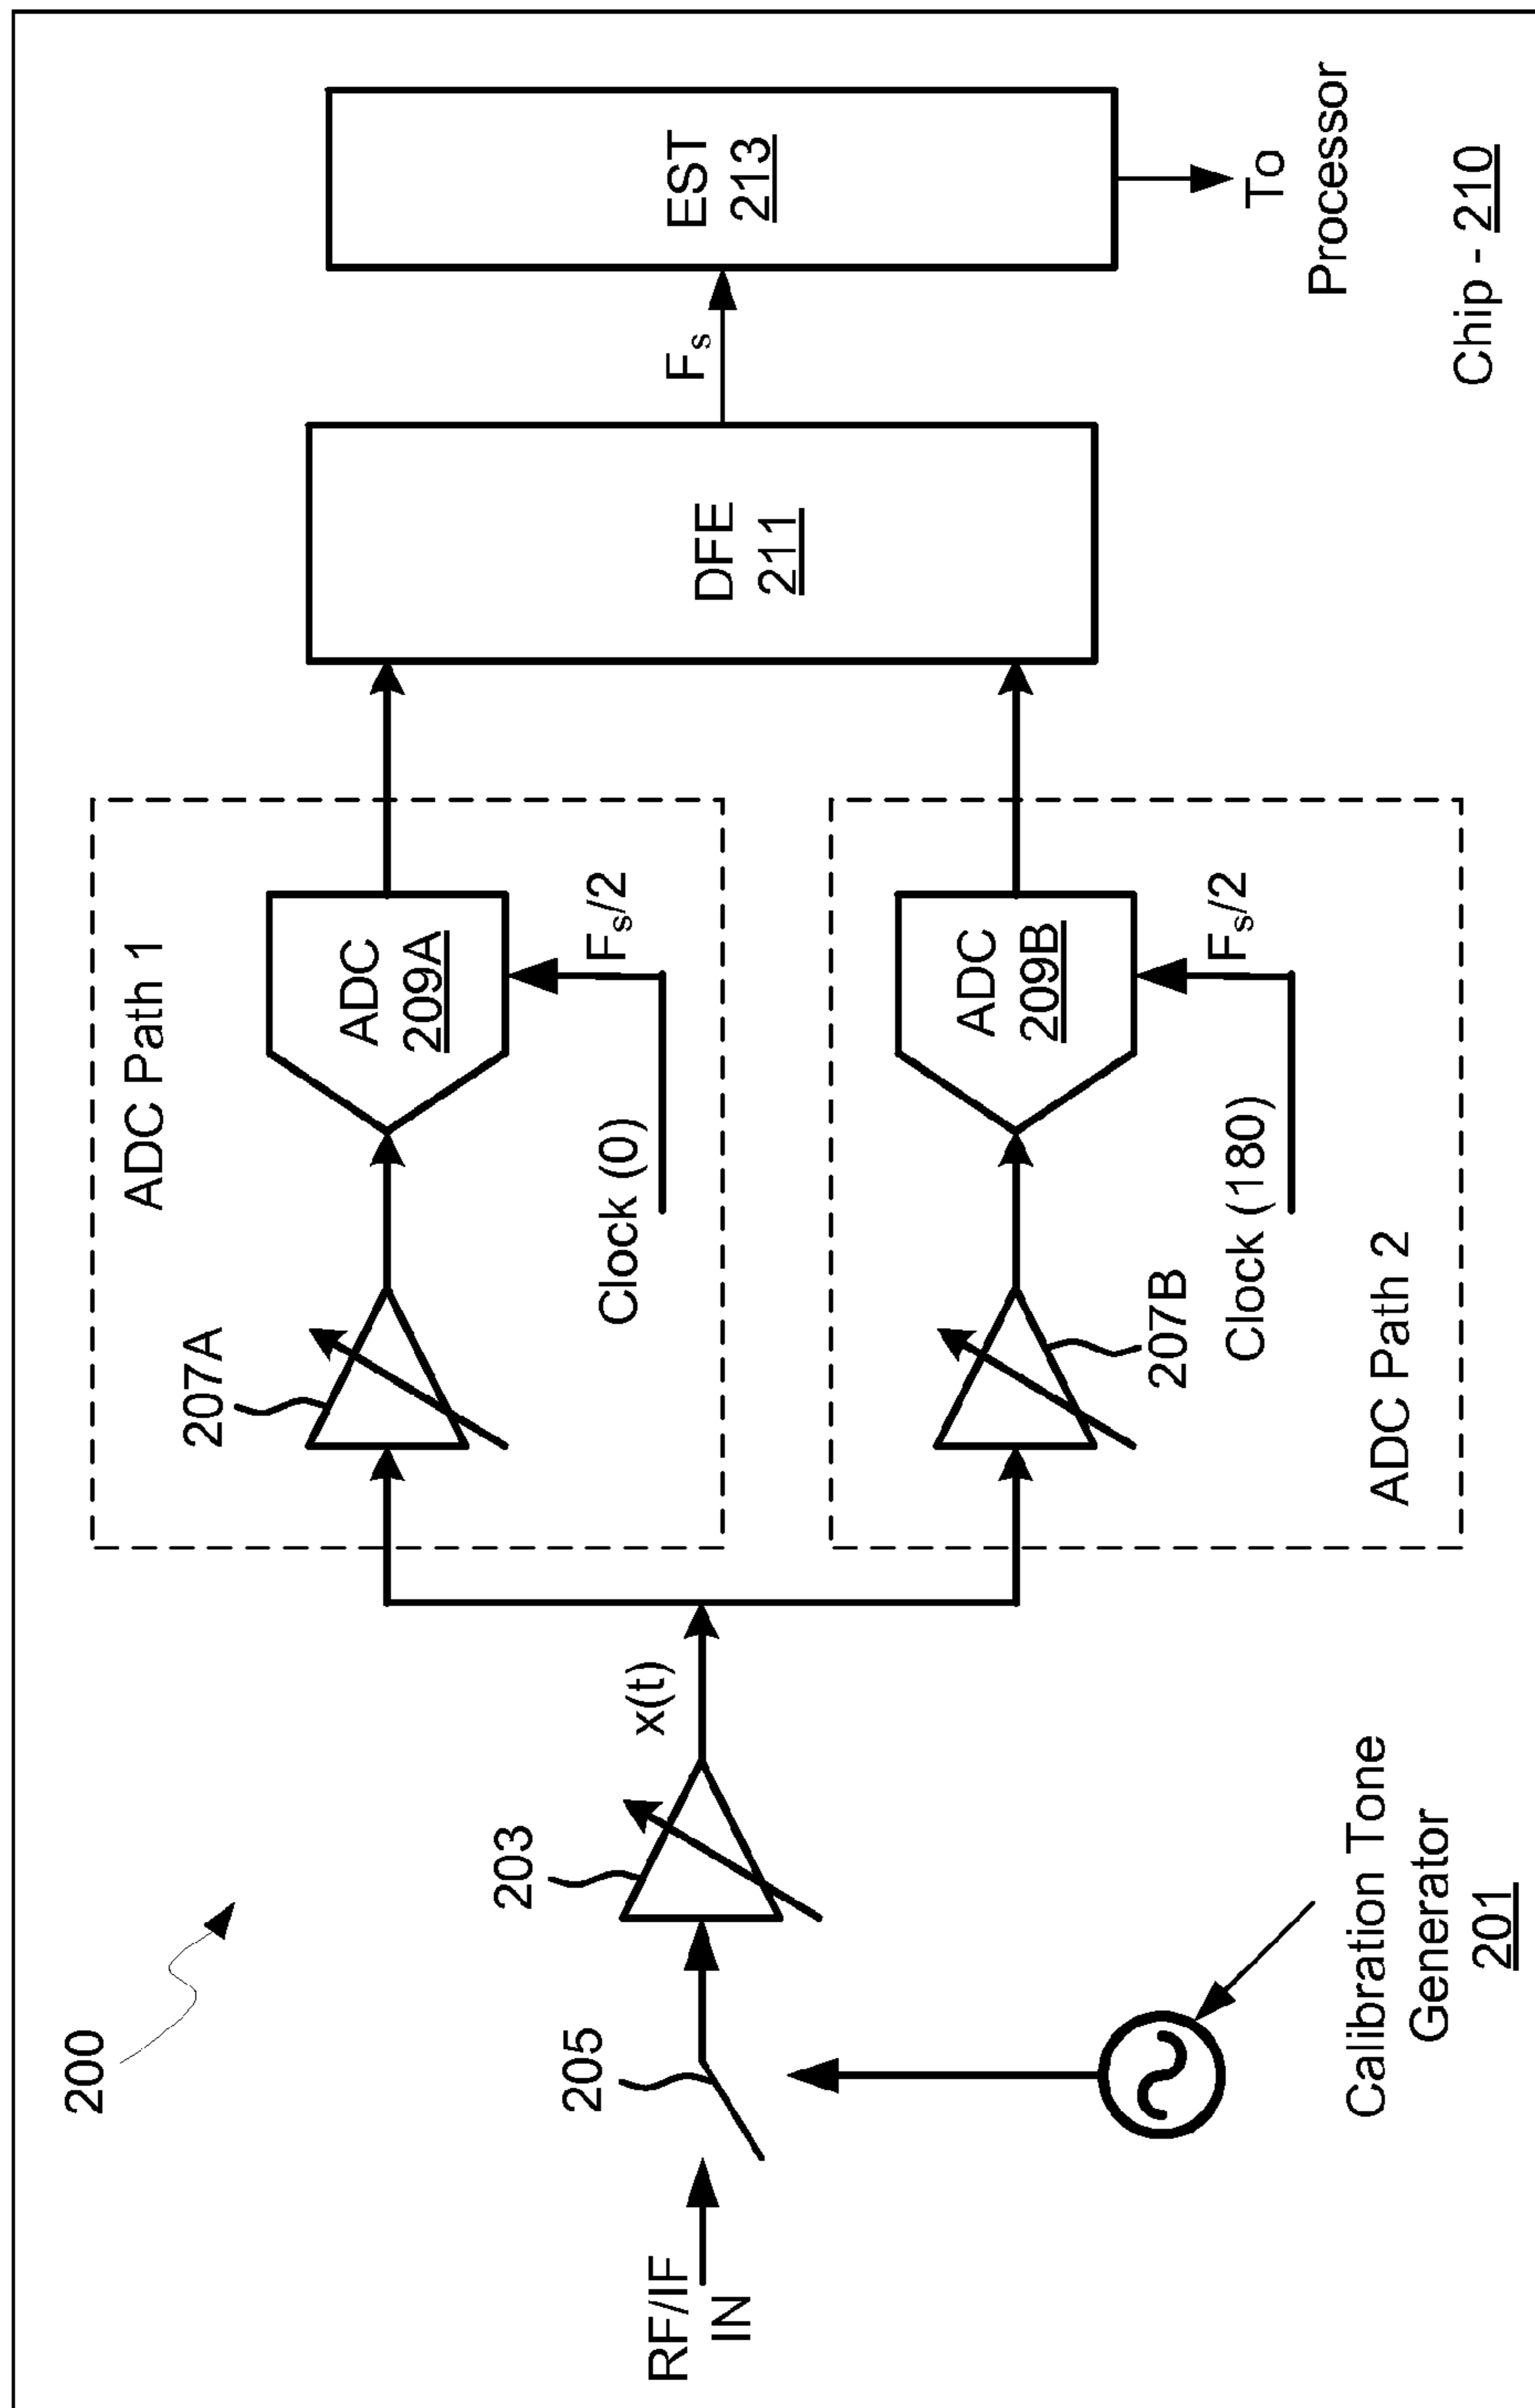 200
RF/IF
IN
205
203
x(t)
Calibration Tone
Generator
201
ADC Path 1
207A
ADC
209A
Clock (0)
Fₛ/2
207B
ADC
209B
Clock (180)
Fₛ/2
ADC Path 2
DFE
211
Fₛ
EST
213
To
Processor
Chip - 210